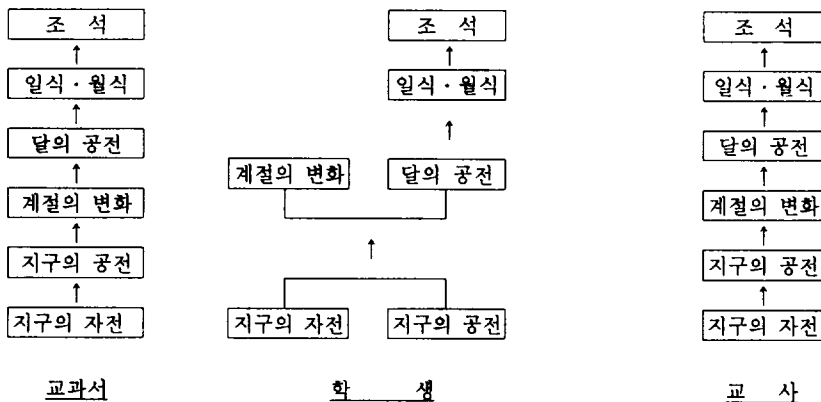 조 석
일식 · 월식
달의 공전
계절의 변화
지구의 공전
지구의 자전
교과서
조 석
일식 · 월식
계절의 변화 달의 공전
지구의 자전 지구의 공전
학 생
조 석
일식 · 월식
달의 공전
계절의 변화
지구의 공전
지구의 자전
교 사